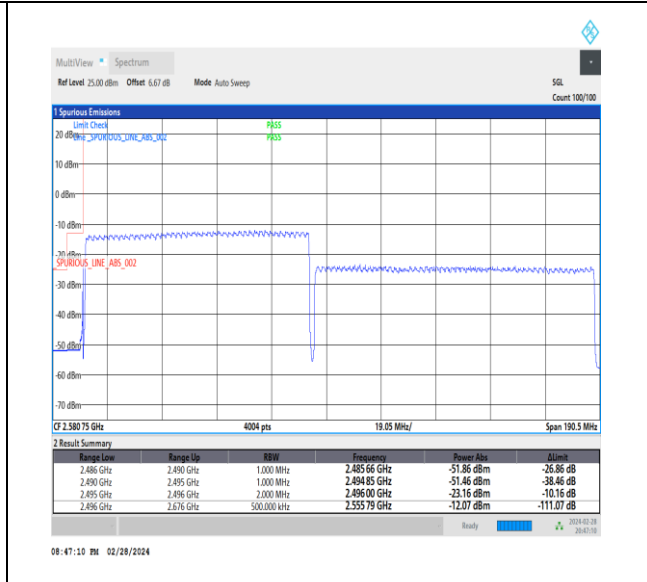 MultiView Spectrum
Ref Level 25.00 dBm Offset 6.67 dB Mode Auto Sweep SGL
Count 100/100
1 Spurious Emissions
Limit Check PASS
20 dBm Line _SPURIOUS_LINE_ABS_002 PASS
10 dBm
0 dBm
-10 dBm
-20 dBm
_SPURIOUS_LINE_ABS_002
-30 dBm
-40 dBm
-50 dBm
-60 dBm
-70 dBm
CF 2.580 75 GHz 4004 pts 19.05 MHz/ Span 190.5 MHz
2 Result Summary
Range Low Range Up RBW Frequency Power Abs ΔLimit
2.486 GHz 2.490 GHz 1.000 MHz 2.485 66 GHz -51.86 dBm -26.86 dB
2.490 GHz 2.495 GHz 1.000 MHz 2.494 85 GHz -51.46 dBm -38.46 dB
2.495 GHz 2.496 GHz 2.000 MHz 2.496 00 GHz -23.16 dBm -10.16 dB
2.496 GHz 2.676 GHz 500.000 kHz 2.555 79 GHz -12.07 dBm -111.07 dB
Ready 2024-02-28
20:47:10
08:47:10 PM 02/28/2024